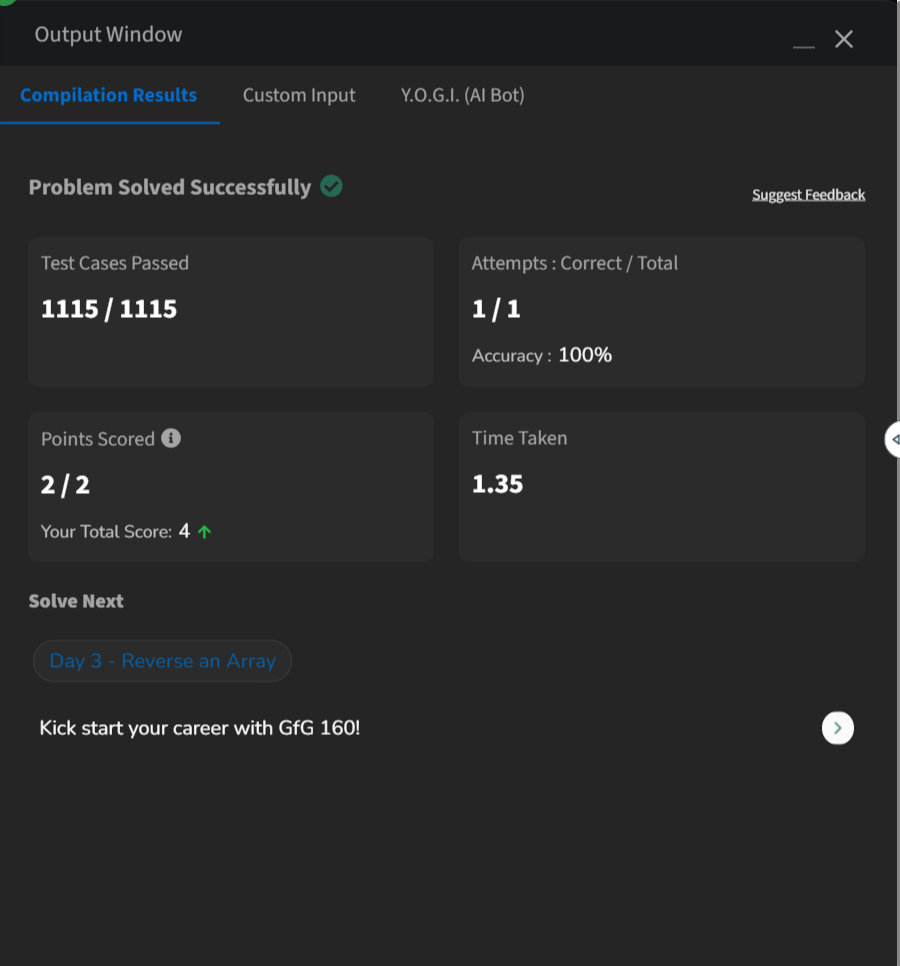 Output Window
Compilation Results
Custom Input
Y.O.G.I. (AI Bot)
Problem Solved Successfully
Suggest Feedback
Test Cases Passed
1115 / 1115
Attempts : Correct / Total
1 / 1
Accuracy : 100%
Points Scored
2 / 2
Your Total Score: 4
Time Taken
1.35
Solve Next
Day 3 - Reverse an Array
Kick start your career with GfG 160!